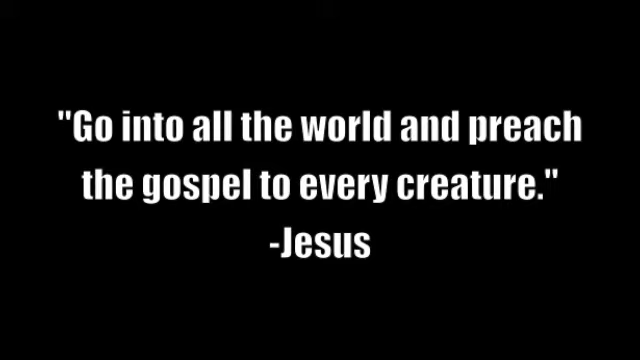 "Go into all the world and preach
the gospel to every creature."
-Jesus